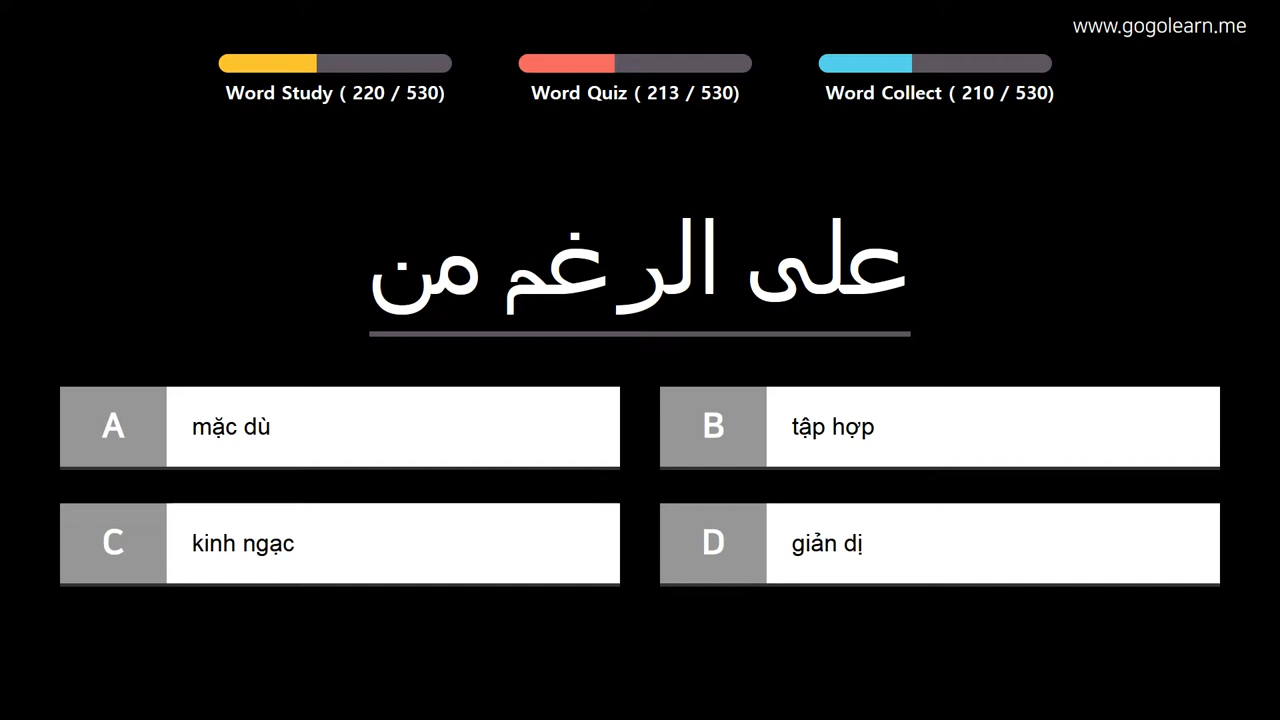 www.gogolearn.me
Word Study ( 220 / 530)
Word Quiz ( 213 / 530)
Word Collect ( 210 / 530)
على الرغم من
A mặc dù
B tập hợp
C kinh ngạc
D giản dị